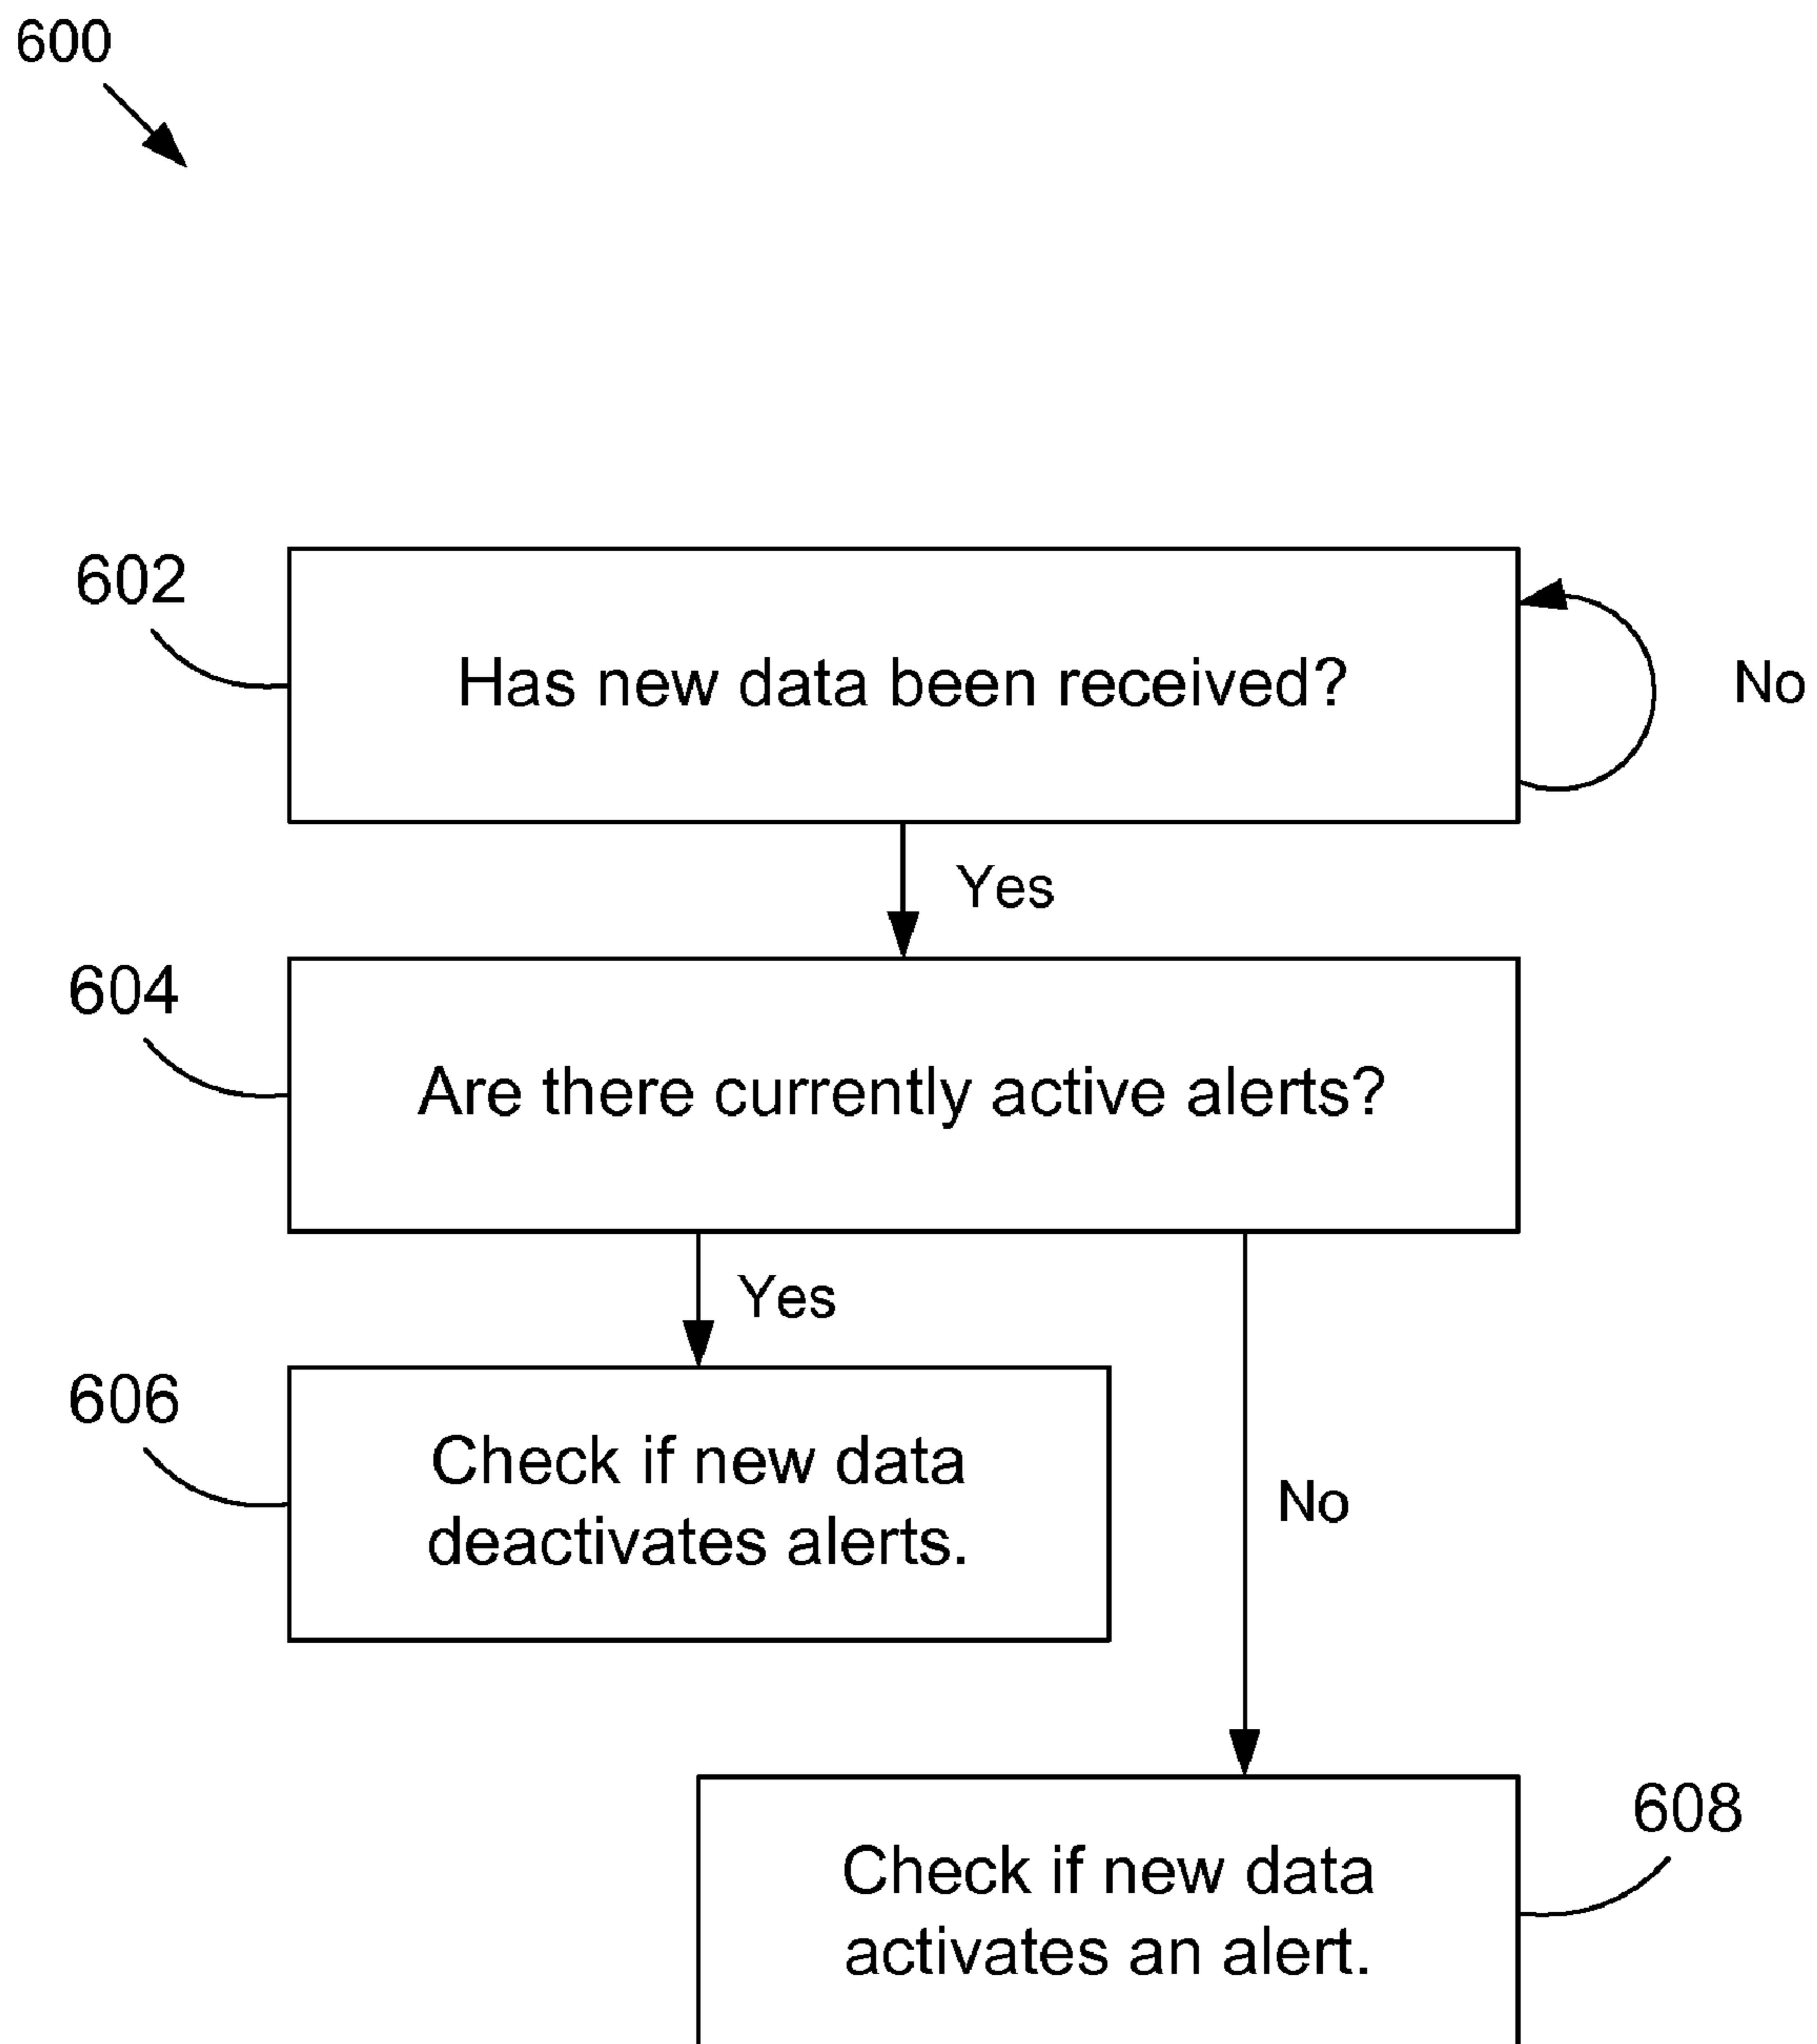 600
602
Has new data been received?
No
Yes
604
Are there currently active alerts?
Yes
606
Check if new data
deactivates alerts.
No
608
Check if new data
activates an alert.